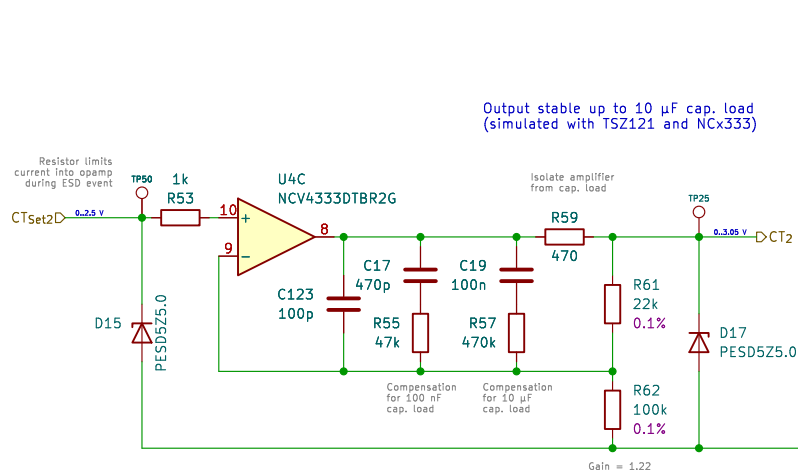 Output stable up to 10 µF cap. load
(simulated with TSZ121 and NCx333)
Resistor limits
current into opamp
during ESD event
TP50
1k
R53
U4C
NCV4333DTBR2G
Isolate amplifier
from cap. load
TP25
CTSet2
0..2.5 V
10
+
8
9
−
R59
470
0..3.05 V
CT2
C17
470p
C19
100n
C123
100p
R61
22k
0.1%
D15
PESD5Z5.0
R55
47k
R57
470k
D17
PESD5Z5.0
Compensation
for 100 nF
cap. load
Compensation
for 10 µF
cap. load
R62
100k
0.1%
Gain = 1.22